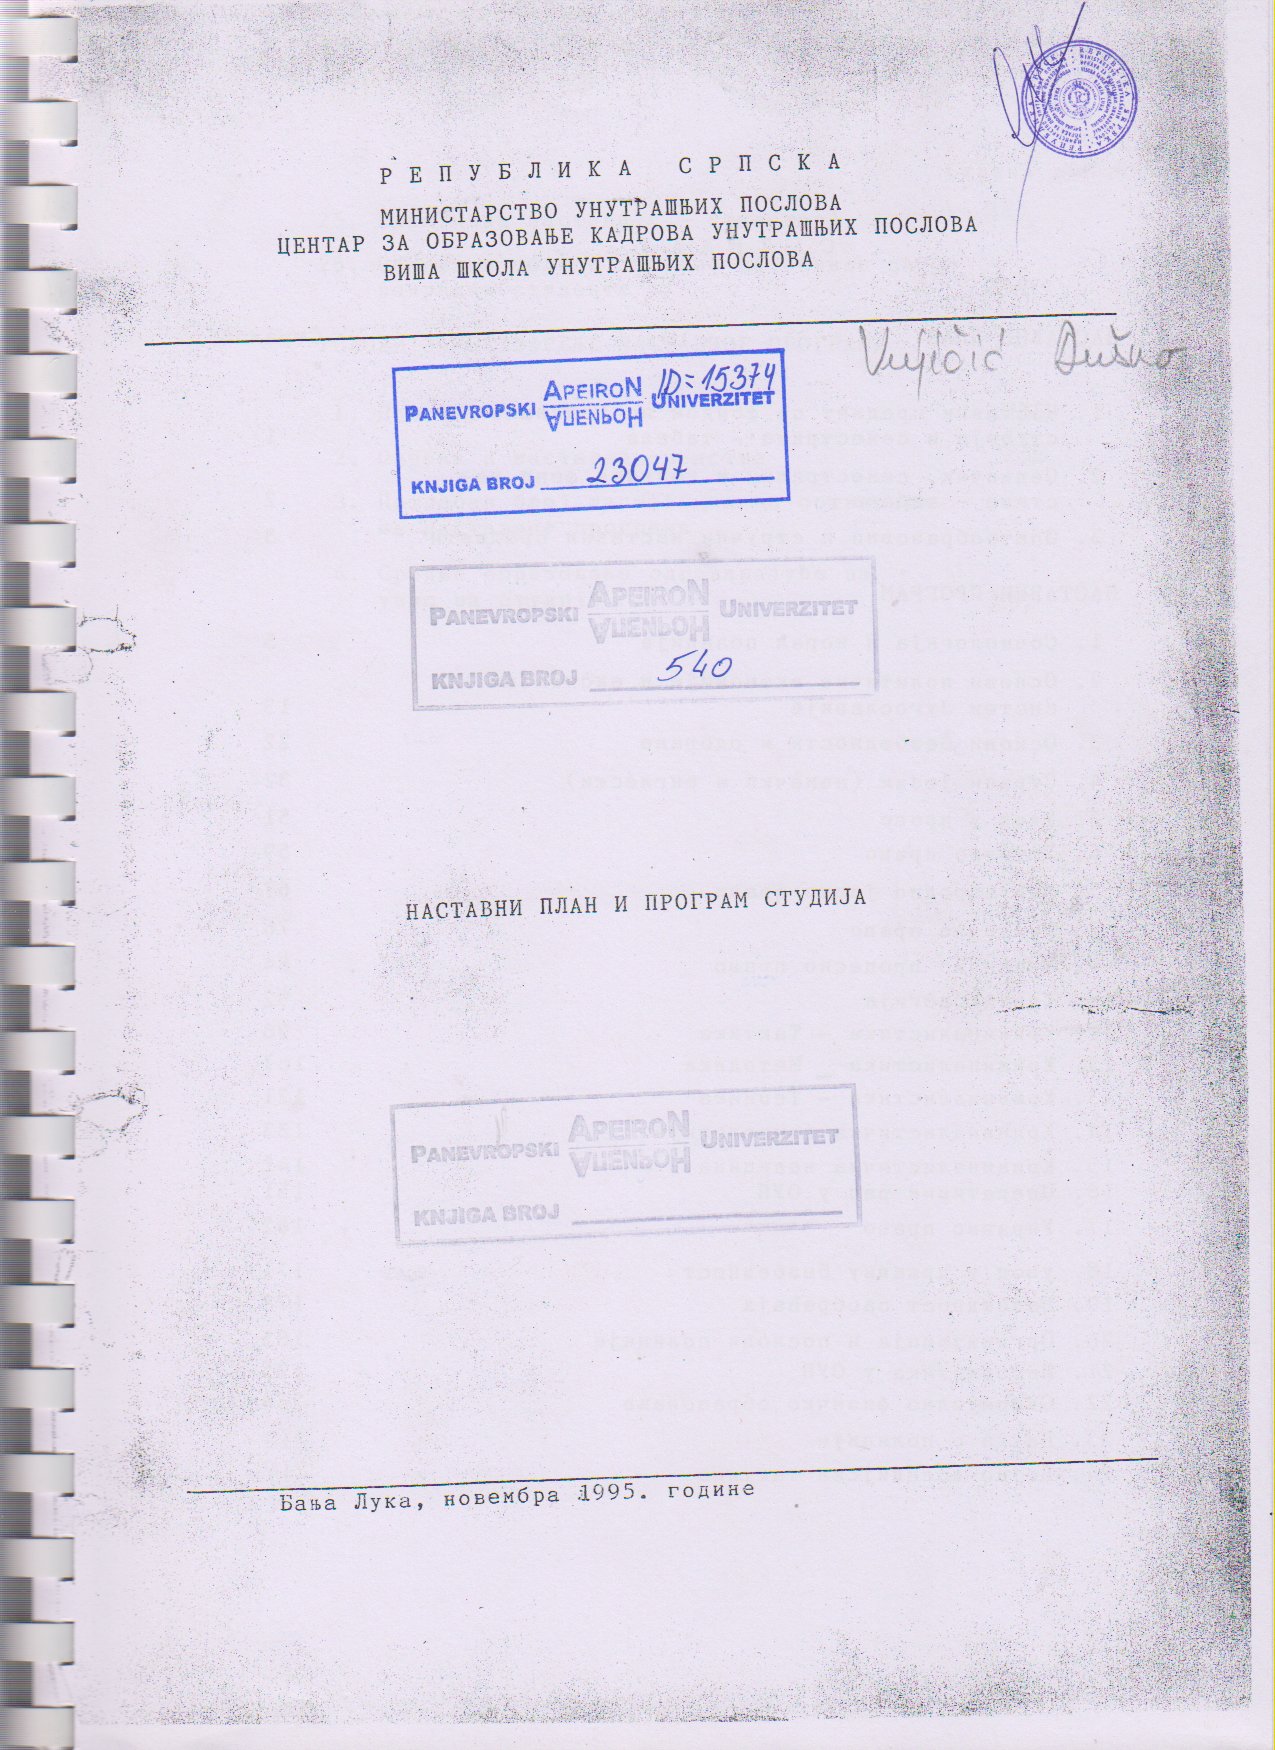 РЕПУБЛИКА СРПСКА
МИНИСТАРСТВО УНУТРАШЊИХ ПОСЛОВА
ЦЕНТАР ЗА ОБРАЗОВАЊЕ КАДРОВА УНУТРАШЊИХ ПОСЛОВА
ВИША ШКОЛА УНУТРАШЊИХ ПОСЛОВА
Vujičić Duško
PANEVROPSKI APEIRON UNIVERZITET
ID=15374
KNJIGA BROJ 23047
PANEVROPSKI APEIRON UNIVERZITET
KNJIGA BROJ 540
НАСТАВНИ ПЛАН И ПРОГРАМ СТУДИЈА
PANEVROPSKI APEIRON UNIVERZITET
KNJIGA BROJ
Бања Лука, новембра 1995. године